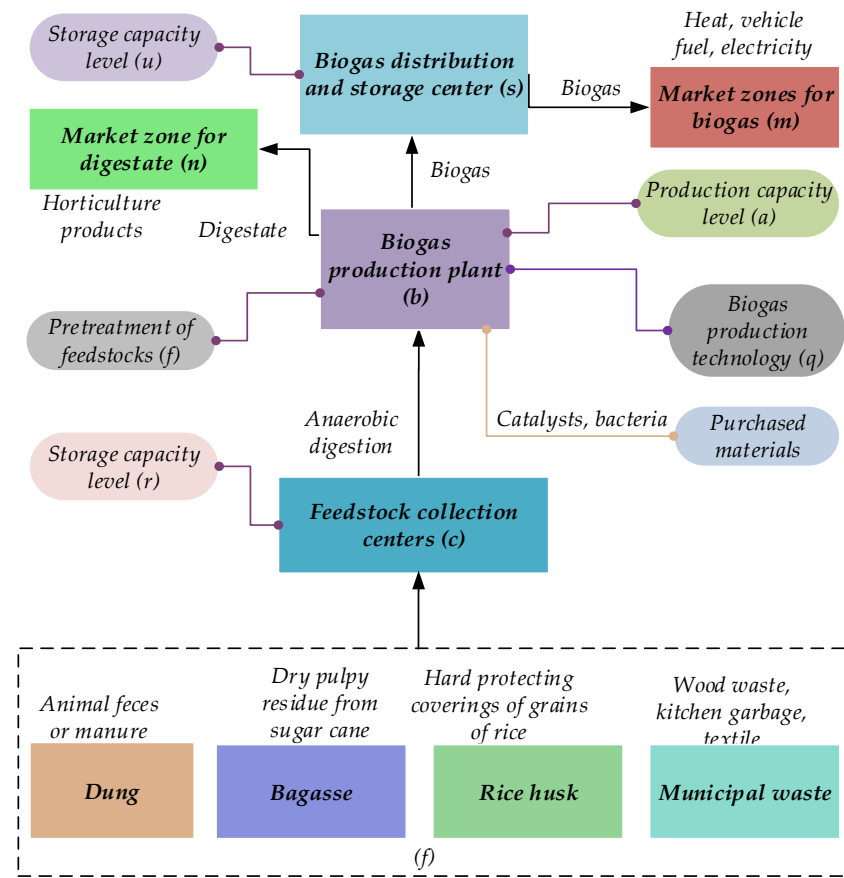 Storage capacity
level (u)
Biogas distribution
and storage center (s)
Heat, vehicle
fuel, electricity
Biogas
Market zones for
biogas (m)
Market zone for
digestate (n)
Horticulture
products
Digestate
Biogas
Production capacity
level (a)
Biogas
production plant
(b)
Pretreatment of
feedstocks (f)
Biogas
production
technology (q)
Anaerobic
digestion
Catalysts, bacteria
Purchased
materials
Storage capacity
level (r)
Feedstock collection
centers (c)
Animal feces
or manure
Dry pulpy
residue from
sugar cane
Hard protecting
coverings of grains
of rice
Wood waste,
kitchen garbage,
textile
Dung
Bagasse
Rice husk
Municipal waste
(f)